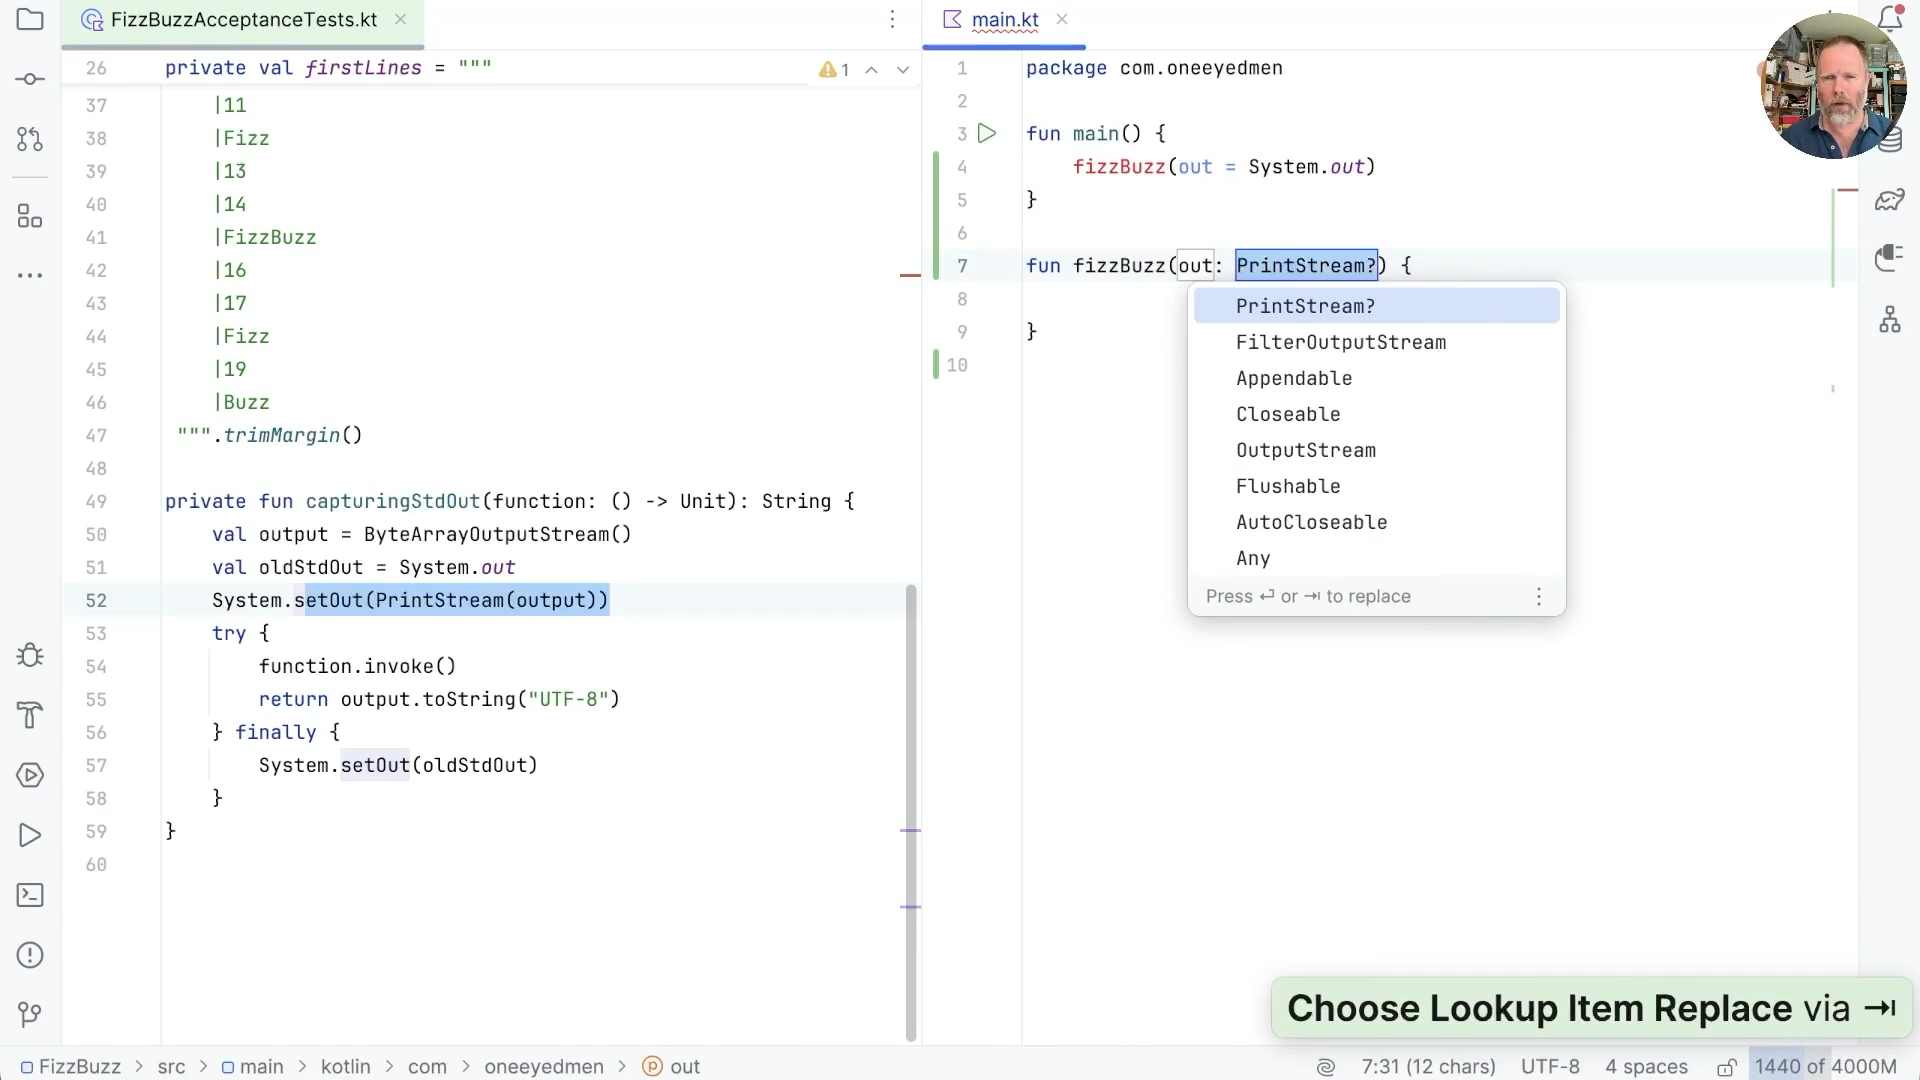 FizzBuzzAcceptanceTests.kt
main.kt
26 private val firstLines = """
1
37 |11
38 |Fizz
39 |13
40 |14
41 |FizzBuzz
42 |16
43 |17
44 |Fizz
45 |19
46 |Buzz
47 """.trimMargin()
48
49 private fun capturingStdOut(function: () -> Unit): String {
50 val output = ByteArrayOutputStream()
51 val oldStdOut = System.out
52 System.setOut(PrintStream(output))
53 try {
54 function.invoke()
55 return output.toString("UTF-8")
56 } finally {
57 System.setOut(oldStdOut)
58 }
59 }
60
1 package com.oneeyedmen
2
3 fun main() {
4 fizzBuzz(out = System.out)
5 }
6
7 fun fizzBuzz(out: PrintStream?) {
8
9 }
10
PrintStream?
FilterOutputStream
Appendable
Closeable
OutputStream
Flushable
AutoCloseable
Any
Press ⏎ or ⇥ to replace
Choose Lookup Item Replace via ⇥
FizzBuzz > src > main > kotlin > com > oneeyedmen > out
7:31 (12 chars) UTF-8 4 spaces 1440 of 4000M